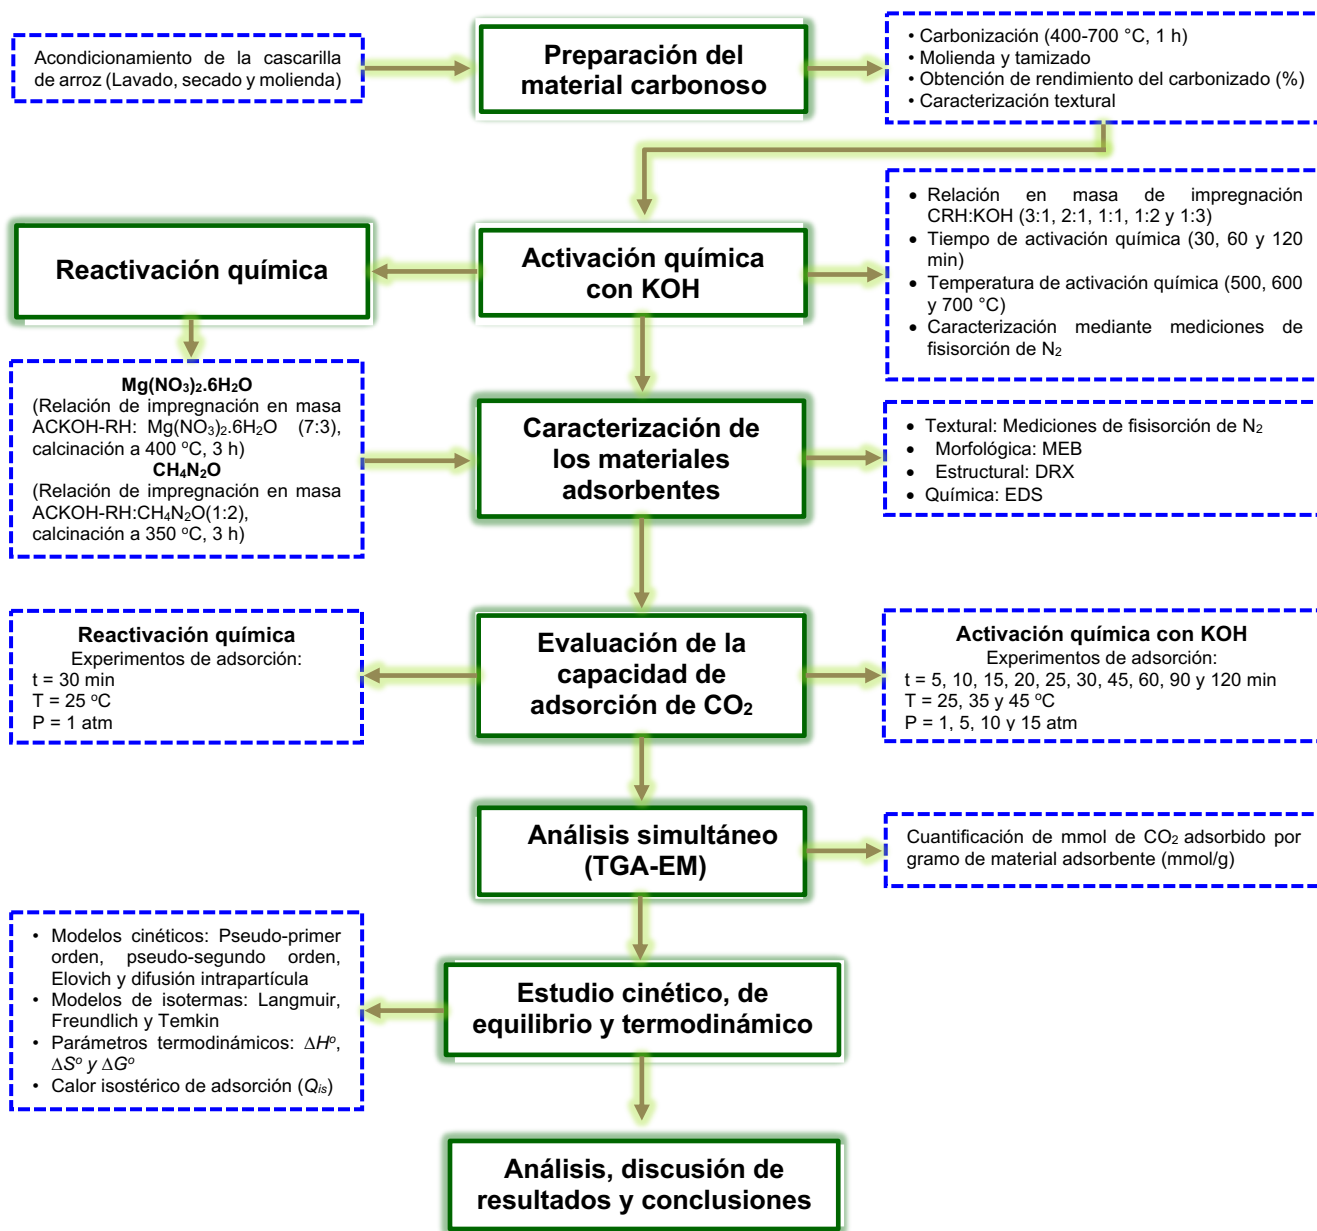 Acondicionamiento de la cascarilla
de arroz (Lavado, secado y molienda)
Preparación del
material carbonoso
• Carbonización (400-700 °C, 1 h)
• Molienda y tamizado
• Obtención de rendimiento del carbonizado (%)
• Caracterización textural
Reactivación química
Activación química
con KOH
• Relación en masa de impregnación
CRH:KOH (3:1, 2:1, 1:1, 1:2 y 1:3)
• Tiempo de activación química (30, 60 y 120
min)
• Temperatura de activación química (500, 600
y 700 °C)
• Caracterización mediante mediciones de
fisisorción de N₂
Mg(NO₃)₂.6H₂O
(Relación de impregnación en masa
ACKOH-RH: Mg(NO₃)₂.6H₂O (7:3),
calcinación a 400 ºC, 3 h)
CH₄N₂O
(Relación de impregnación en masa
ACKOH-RH:CH₄N₂O(1:2),
calcinación a 350 ºC, 3 h)
Caracterización de
los materiales
adsorbentes
• Textural: Mediciones de fisisorción de N₂
• Morfológica: MEB
• Estructural: DRX
• Química: EDS
Reactivación química
Experimentos de adsorción:
t = 30 min
T = 25 ºC
P = 1 atm
Evaluación de la
capacidad de
adsorción de CO₂
Activación química con KOH
Experimentos de adsorción:
t = 5, 10, 15, 20, 25, 30, 45, 60, 90 y 120 min
T = 25, 35 y 45 ºC
P = 1, 5, 10 y 15 atm
Análisis simultáneo
(TGA-EM)
Cuantificación de mmol de CO₂ adsorbido por
gramo de material adsorbente (mmol/g)
• Modelos cinéticos: Pseudo-primer
orden, pseudo-segundo orden,
Elovich y difusión intrapartícula
• Modelos de isotermas: Langmuir,
Freundlich y Temkin
• Parámetros termodinámicos: ΔHº,
ΔSº y ΔGº
• Calor isostérico de adsorción (Qis)
Estudio cinético, de
equilibrio y termodinámico
Análisis, discusión de
resultados y conclusiones